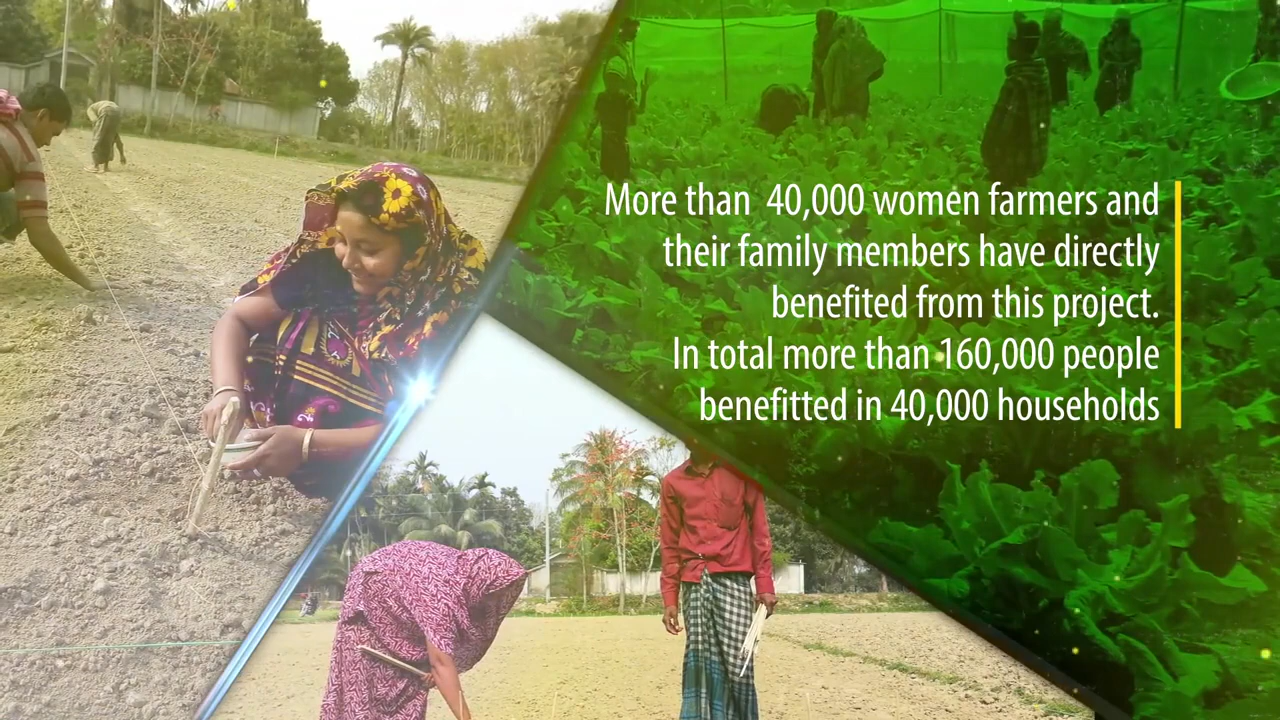 More than  40,000 women farmers and
their family members have directly
benefited from this project.
In total more than 160,000 people
benefitted in 40,000 households